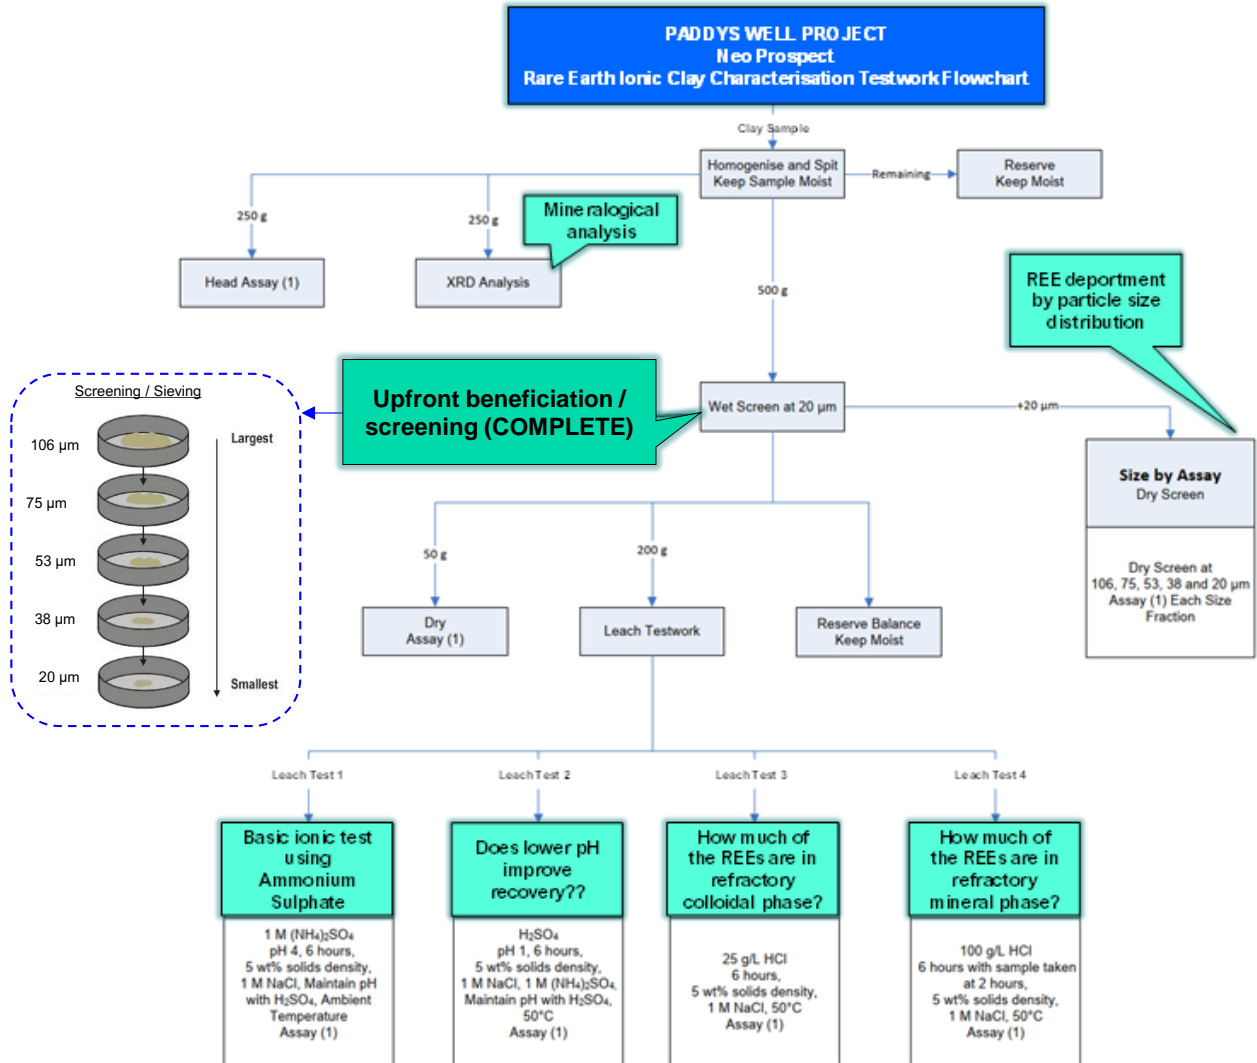 PADDYS WELL PROJECT
Neo Prospect
Rare Earth Ionic Clay Characterisation Testwork Flowchart
Clay Sample
Homogenise and Spit
Keep Sample Moist
Remaining
Reserve
Keep Moist
250 g
250 g
Mineralogical
analysis
Head Assay (1)
XRD Analysis
500 g
REE deportment
by particle size
distribution
Screening / Sieving
106 µm
75 µm
53 µm
38 µm
20 µm
Largest
Smallest
Upfront beneficiation /
screening (COMPLETE)
Wet Screen at 20 µm
+20 µm
Size by Assay
Dry Screen
Dry Screen at
106, 75, 53, 38 and 20 µm
Assay (1) Each Size
Fraction
50 g
200 g
Dry
Assay (1)
Leach Testwork
Reserve Balance
Keep Moist
Leach Test 1
Leach Test 2
Leach Test 3
Leach Test 4
Basic ionic test
using
Ammonium
Sulphate
1 M (NH₄)₂SO₄
pH 4, 6 hours,
5 wt% solids density,
1 M NaCl, Maintain pH
with H₂SO₄, Ambient
Temperature
Assay (1)
Does lower pH
improve
recovery??
H₂SO₄
pH 1, 6 hours,
5 wt% solids density,
1 M NaCl, 1 M (NH₄)₂SO₄,
Maintain pH with H₂SO₄,
50°C
Assay (1)
How much of
the REEs are in
refractory
colloidal phase?
25 g/L HCl
6 hours,
5 wt% solids density,
1 M NaCl, 50°C
Assay (1)
How much of
the REEs are in
refractory
mineral phase?
100 g/L HCl
6 hours with sample taken
at 2 hours,
5 wt% solids density,
1 M NaCl, 50°C
Assay (1)